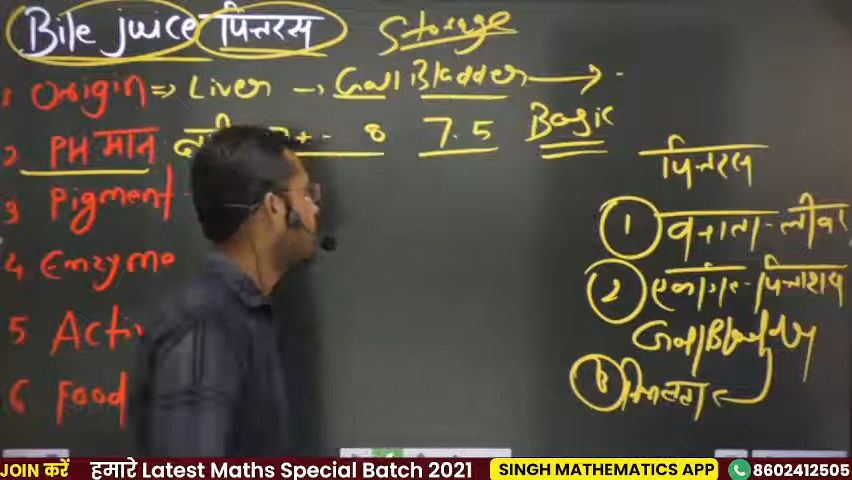 Bile juice पित्तरस Storage
1 Origin => Liver → Gall Bladder →
2 PH मान 8 7.5 Basic
3 Pigment
4 Enzyme
5 Acti
6 Food
पित्तरस
1 बनाता - लीवर
2 एकत्र - पित्ताशय
Gall Bladder
3 मिलता
JOIN करें हमारे Latest Maths Special Batch 2021 SINGH MATHEMATICS APP 8602412505